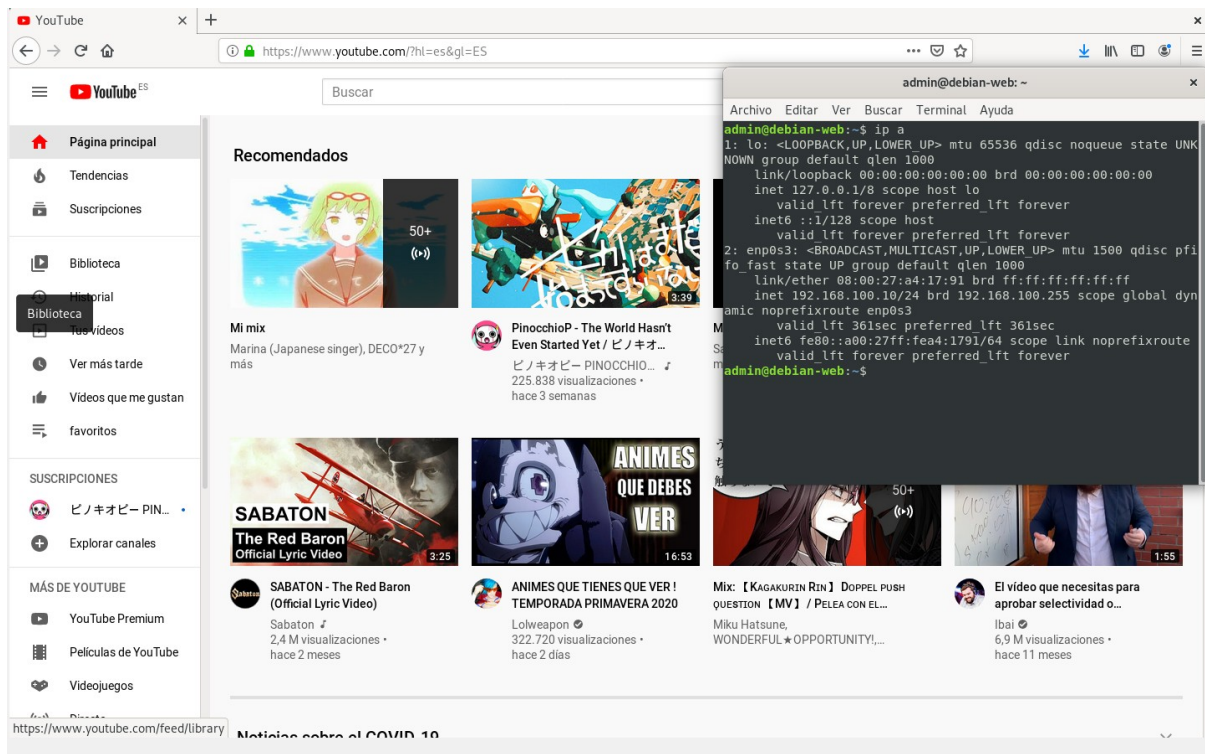 YouTube
https://www.youtube.com/?hl=es&gl=ES
YouTube ES
Buscar
Página principal
Tendencias
Suscripciones
Biblioteca
Historial
Biblioteca
Tus vídeos
Ver más tarde
Vídeos que me gustan
favoritos
SUSCRIPCIONES
ピノキオピー PIN...
Explorar canales
MÁS DE YOUTUBE
YouTube Premium
Películas de YouTube
Videojuegos
Directo
https://www.youtube.com/feed/library
Recomendados
50+
Mi mix
Marina (Japanese singer), DECO*27 y
más
3:39
PinocchioP - The World Hasn't
Even Started Yet / ピノキオ...
ピノキオピー PINOCCHIO...
225.838 visualizaciones •
hace 3 semanas
SABATON
The Red Baron
Official Lyric Video
3:25
SABATON - The Red Baron
(Official Lyric Video)
Sabaton
2,4 M visualizaciones •
hace 2 meses
ANIMES
QUE DEBES
VER
16:53
ANIMES QUE TIENES QUE VER !
TEMPORADA PRIMAVERA 2020
Lolweapon
322.720 visualizaciones •
hace 2 días
50+
Mix: 【KAGAKURIN RIN】 DOPPEL PUSH
QUESTION 【MV】 / PELEA CON EL...
Miku Hatsune,
WONDERFUL★OPPORTUNITY!,...
1:55
El vídeo que necesitas para
aprobar selectividad o...
Ibai
6,9 M visualizaciones •
hace 11 meses
Noticias sobre el COVID-19
admin@debian-web: ~
Archivo Editar Ver Buscar Terminal Ayuda
admin@debian-web:~$ ip a
1: lo: <LOOPBACK,UP,LOWER_UP> mtu 65536 qdisc noqueue state UNK
NOWN group default qlen 1000
link/loopback 00:00:00:00:00:00 brd 00:00:00:00:00:00
inet 127.0.0.1/8 scope host lo
valid_lft forever preferred_lft forever
inet6 ::1/128 scope host
valid_lft forever preferred_lft forever
2: enp0s3: <BROADCAST,MULTICAST,UP,LOWER_UP> mtu 1500 qdisc pfi
fo_fast state UP group default qlen 1000
link/ether 08:00:27:a4:17:91 brd ff:ff:ff:ff:ff:ff
inet 192.168.100.10/24 brd 192.168.100.255 scope global dyn
amic noprefixroute enp0s3
valid_lft 361sec preferred_lft 361sec
inet6 fe80::a00:27ff:fea4:1791/64 scope link noprefixroute
valid_lft forever preferred_lft forever
admin@debian-web:~$